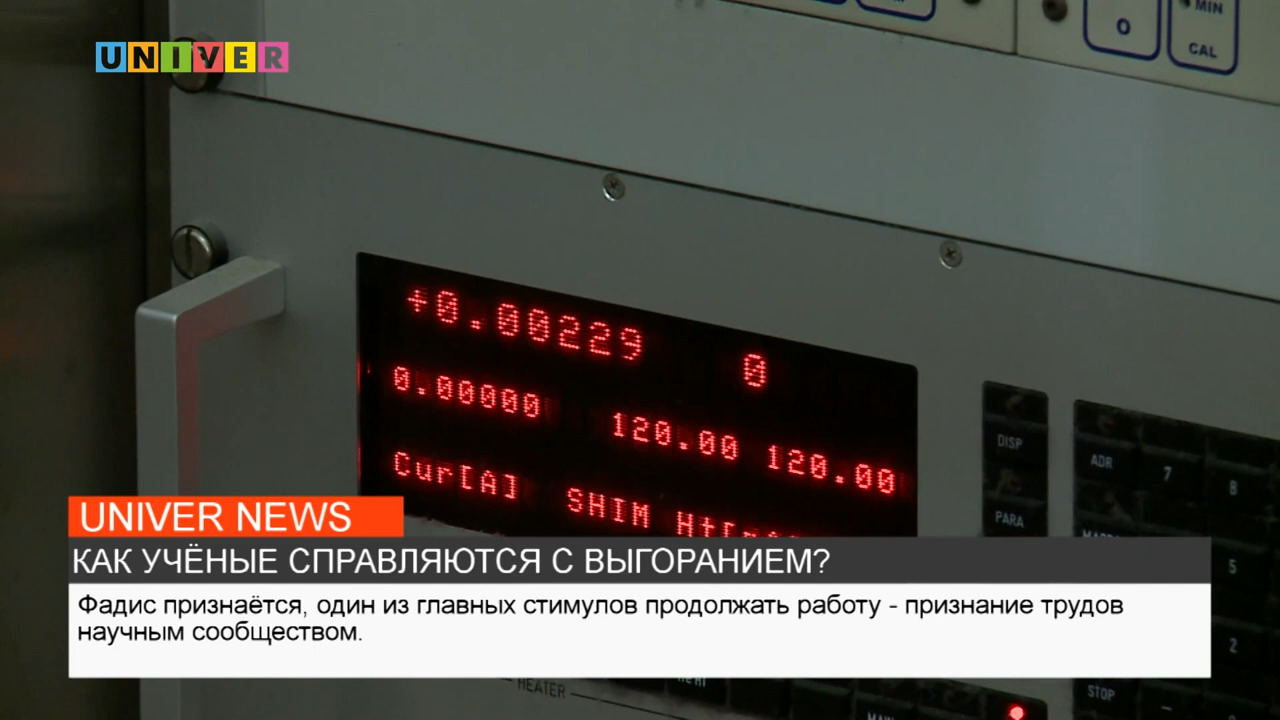 MIN
O
CAL
UNIVER
+0.00229 0
0.00000 120.00 120.00
Cur[A] SHIM
DISP
ADR 7 8
PARA
UNIVER NEWS
КАК УЧЁНЫЕ СПРАВЛЯЮТСЯ С ВЫГОРАНИЕМ?
5
Фадис признаётся, один из главных стимулов продолжать работу - признание трудов
научным сообществом.
2
HEATER
STOP